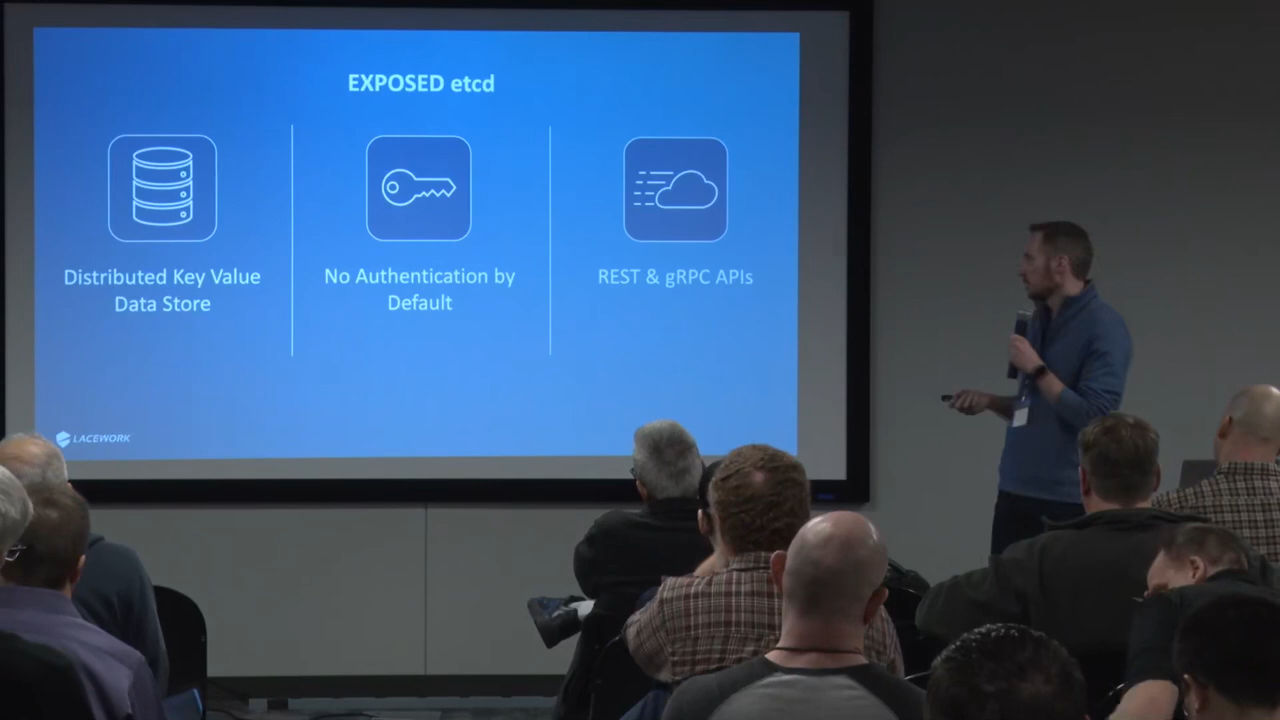 EXPOSED etcd
Distributed Key Value
Data Store
No Authentication by
Default
REST & gRPC APIs
LACEWORK